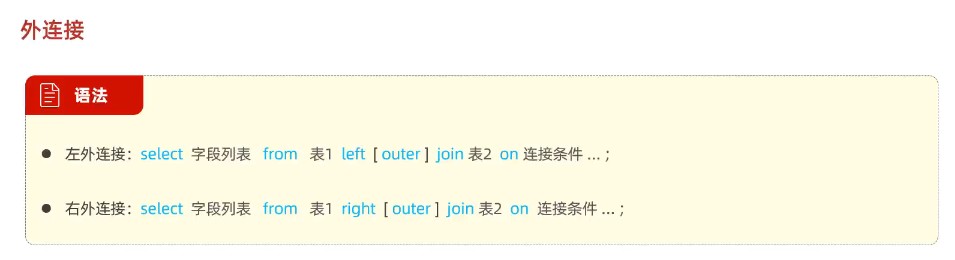 外连接
语法
左外连接：select 字段列表 from 表1 left [ outer ] join 表2 on 连接条件 ... ;
右外连接：select 字段列表 from 表1 right [ outer ] join 表2 on 连接条件 ... ;